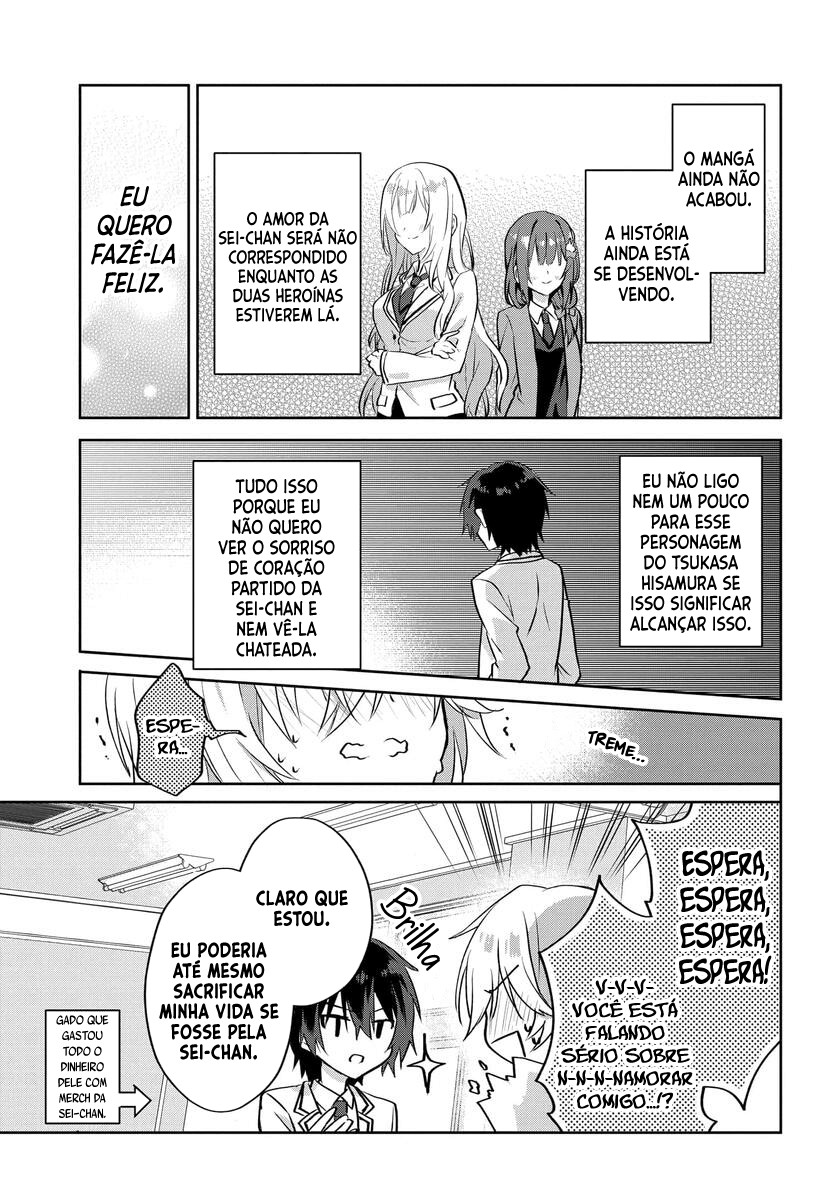 O MANGÁ
AINDA NÃO
ACABOU.
A HISTÓRIA
AINDA ESTÁ
SE DESENVOL-
VENDO.
O AMOR DA
SEI-CHAN SERÁ NÃO
CORRESPONDIDO
ENQUANTO AS
DUAS HEROÍNAS
ESTIVEREM LÁ.
EU
QUERO
FAZÊ-LA
FELIZ.
EU NÃO LIGO
NEM UM POUCO
PARA ESSE
PERSONAGEM
DO TSUKASA
HISAMURA SE
ISSO SIGNIFICAR
ALCANÇAR ISSO.
TUDO ISSO
PORQUE EU
NÃO QUERO
VER O SORRISO
DE CORAÇÃO
PARTIDO DA
SEI-CHAN E
NEM VÊ-LA
CHATEADA.
TREME...
ESPE-
RA...
ESPERA,
ESPERA,
ESPERA,
ESPERA!
V-V-V-
VOCÊ ESTÁ
FALANDO
SÉRIO SOBRE
N-N-N-NAMORAR
COMIGO...!?
Brilha
CLARO QUE
ESTOU.
EU PODERIA
ATÉ MESMO
SACRIFICAR
MINHA VIDA SE
FOSSE PELA
SEI-CHAN.
GADO QUE
GASTOU
TODO O
DINHEIRO
DELE COM
MERCH DA
SEI-CHAN.